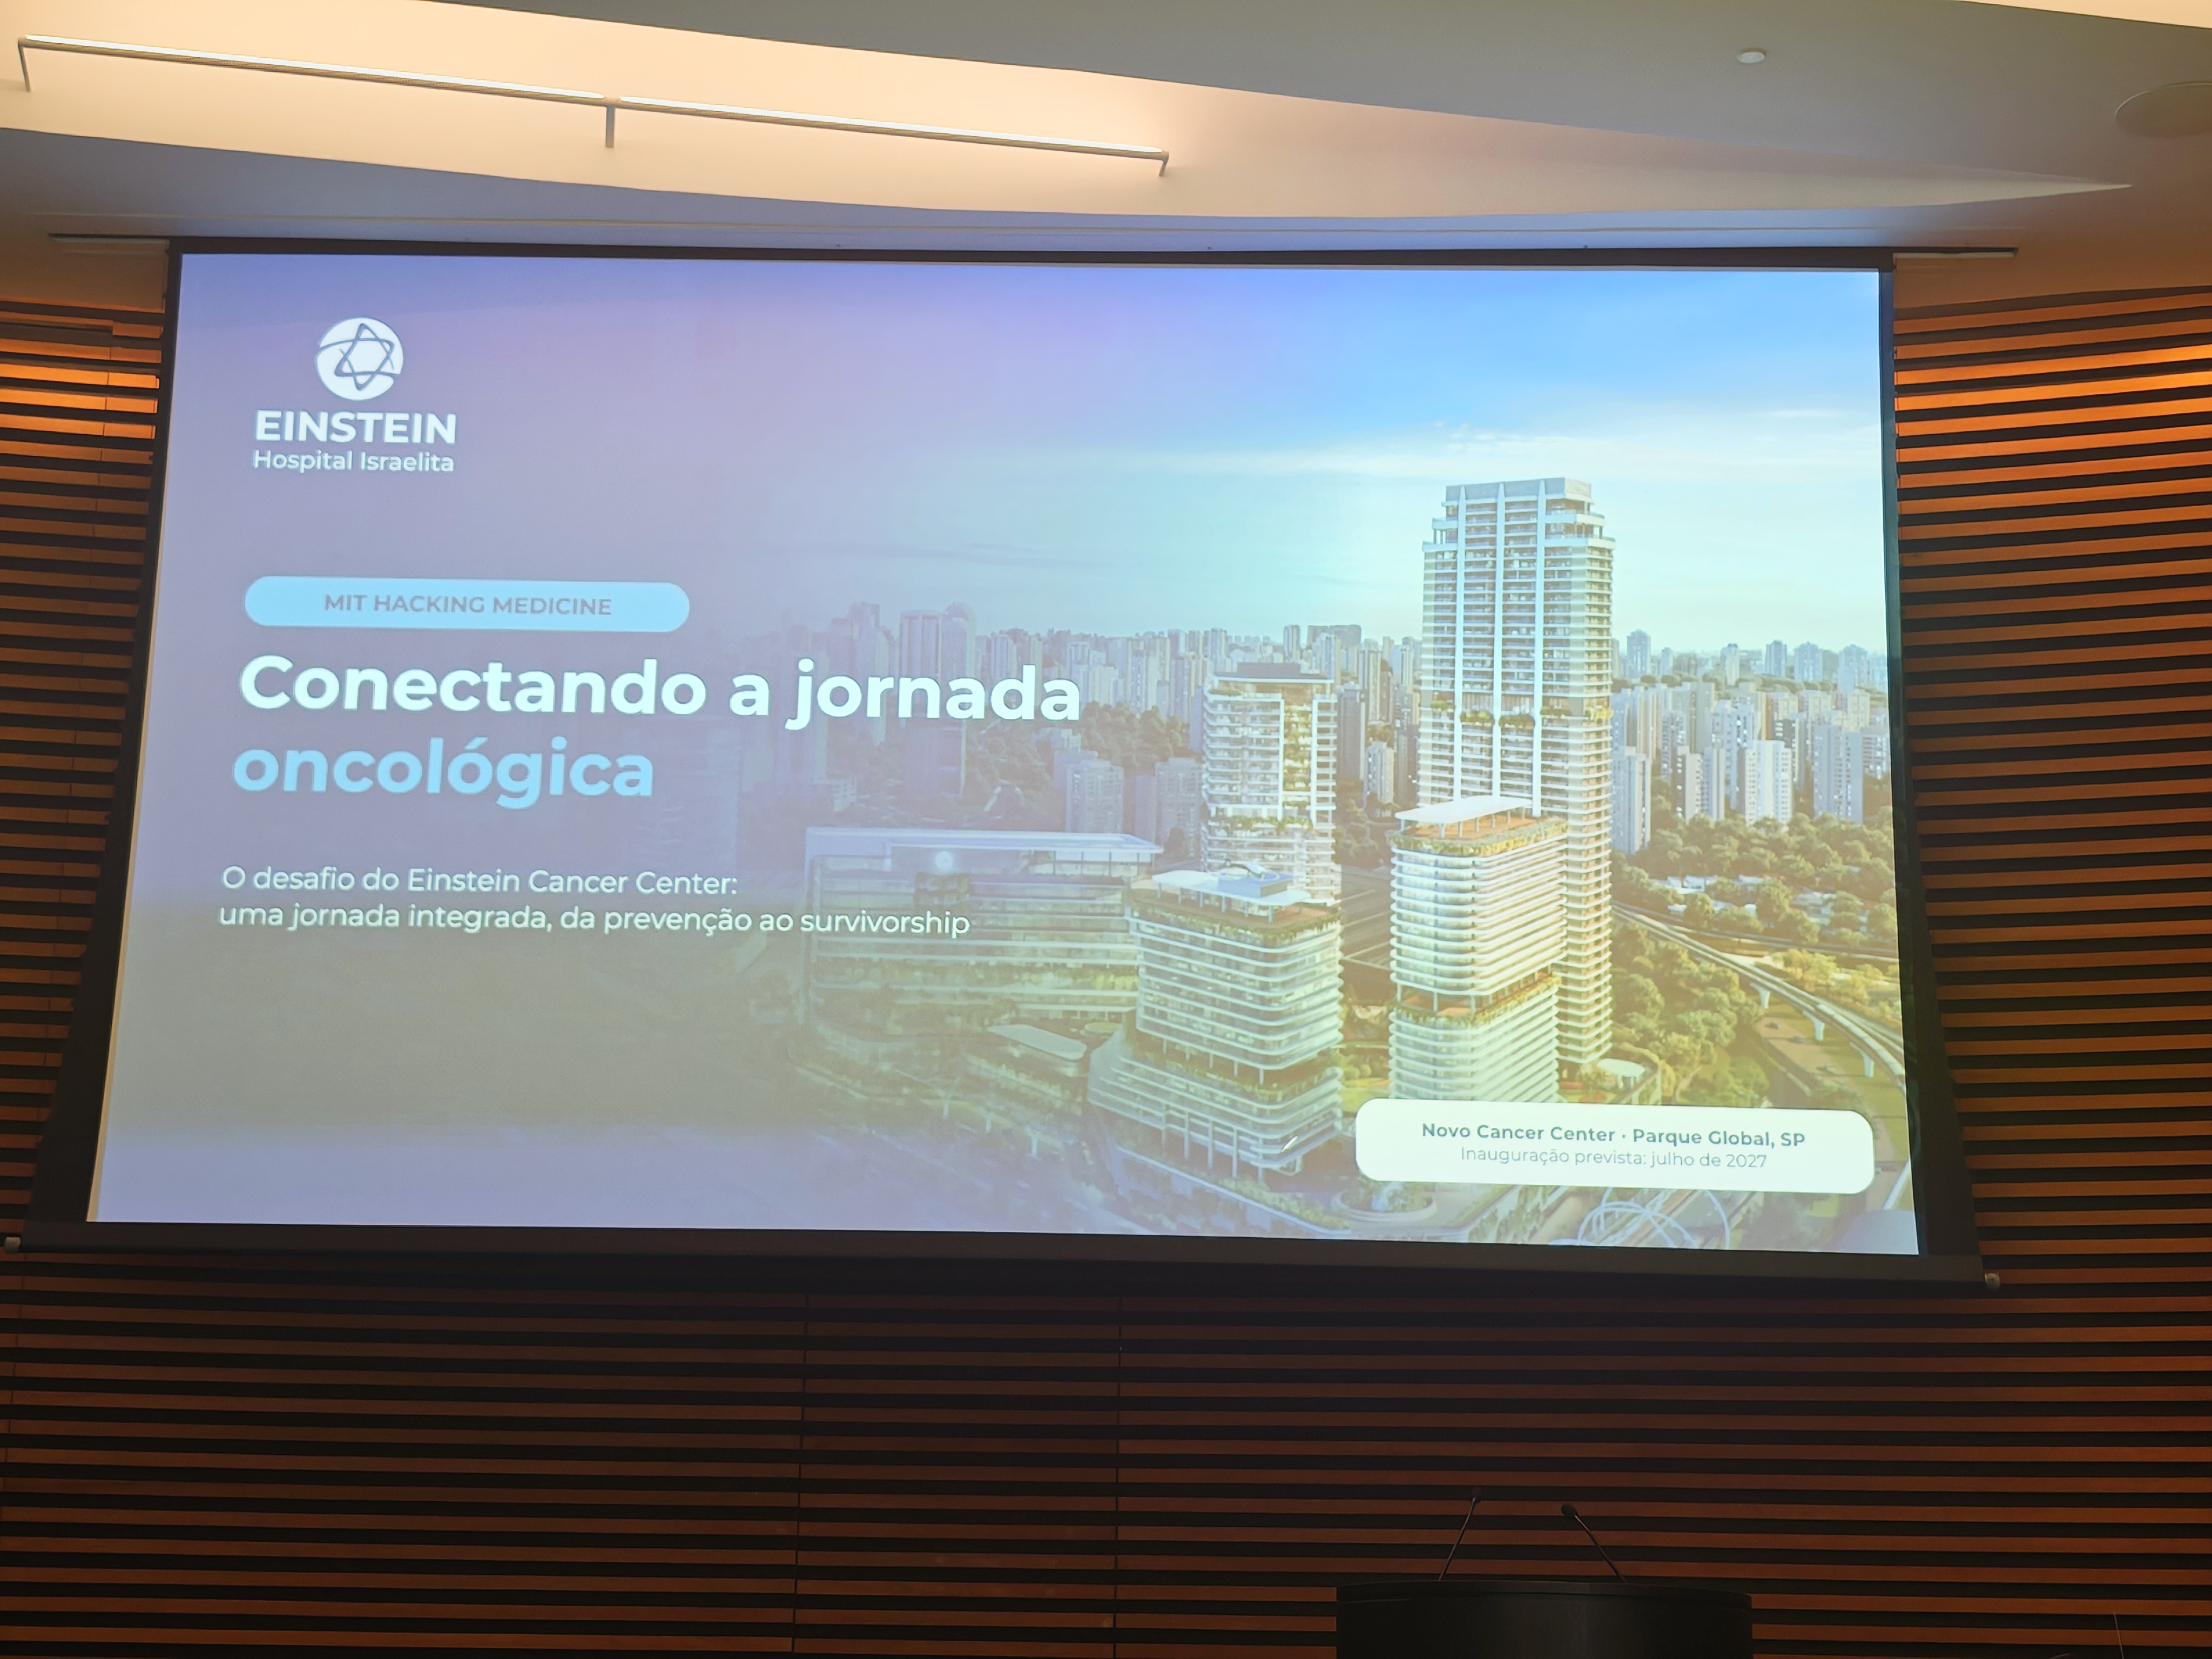 EINSTEIN
Hospital Israelita
MIT HACKING MEDICINE
Conectando a jornada
oncológica
O desafio do Einstein Cancer Center:
uma jornada integrada, da prevenção ao survivorship
Novo Cancer Center · Parque Global, SP
Inauguração prevista: julho de 2027